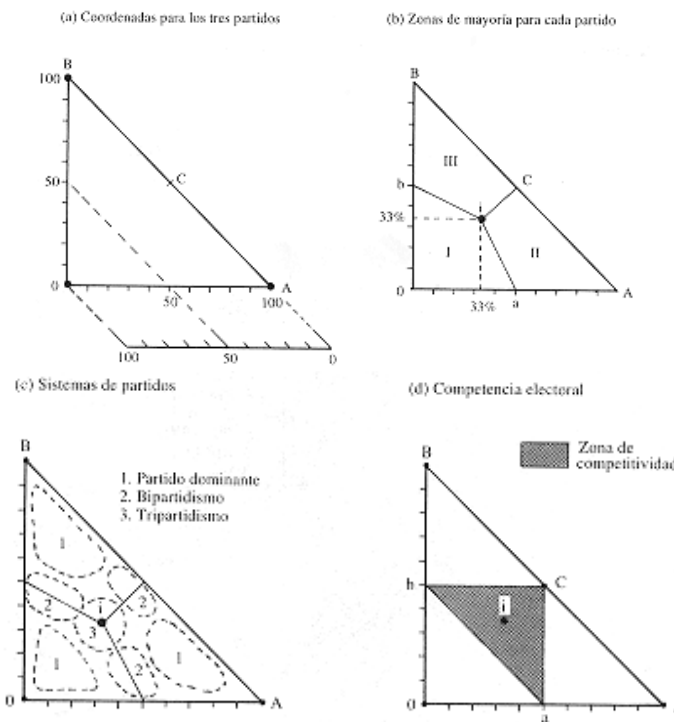 (a) Coordenadas para los tres partidos
B
100
C
50
0
A
50
100
100
50
0
(b) Zonas de mayoría para cada partido
B
III
C
b
33%
I
II
0
33%
a
A
(c) Sistemas de partidos
B
1. Partido dominante
2. Bipartidismo
3. Tripartidismo
1
2
i
2
3
1
2
1
0
A
(d) Competencia electoral
Zona de
competitividad
B
b
C
i
0
a